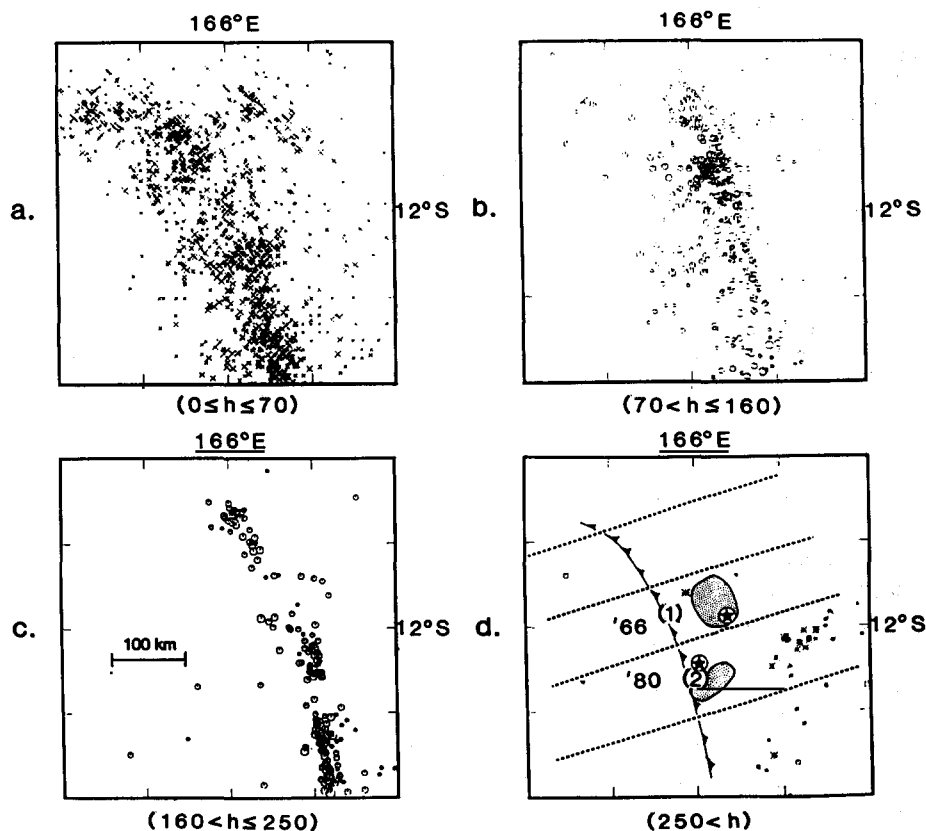 166°E
a.
12°S
(0≤h≤70)
b.
12°S
(70<h≤160)
166°E
c.
100 km
12°S
(160<h≤250)
166°E
d.
'66 (1)
'80 (2)
12°S
(250<h)